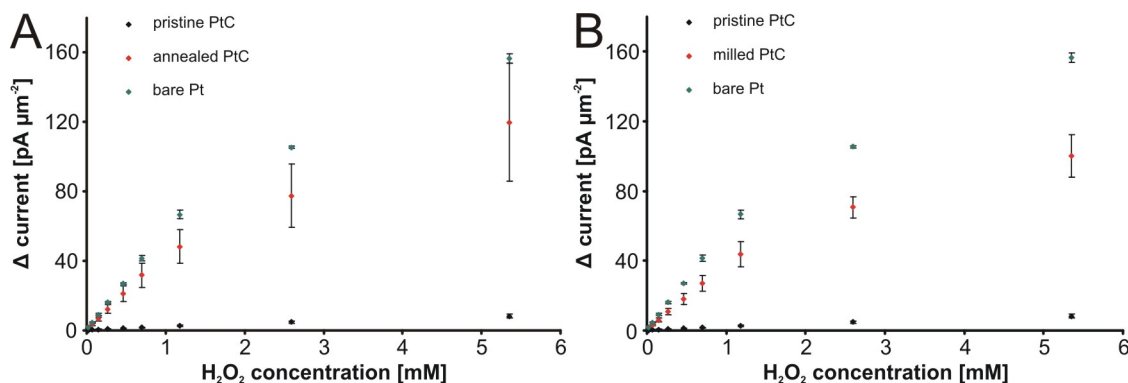 A
pristine PtC
annealed PtC
bare Pt
Δ current [pA µm⁻²]
160
120
80
40
0
0 1 2 3 4 5 6
H₂O₂ concentration [mM]
B
pristine PtC
milled PtC
bare Pt
Δ current [pA µm⁻²]
160
120
80
40
0
0 1 2 3 4 5 6
H₂O₂ concentration [mM]